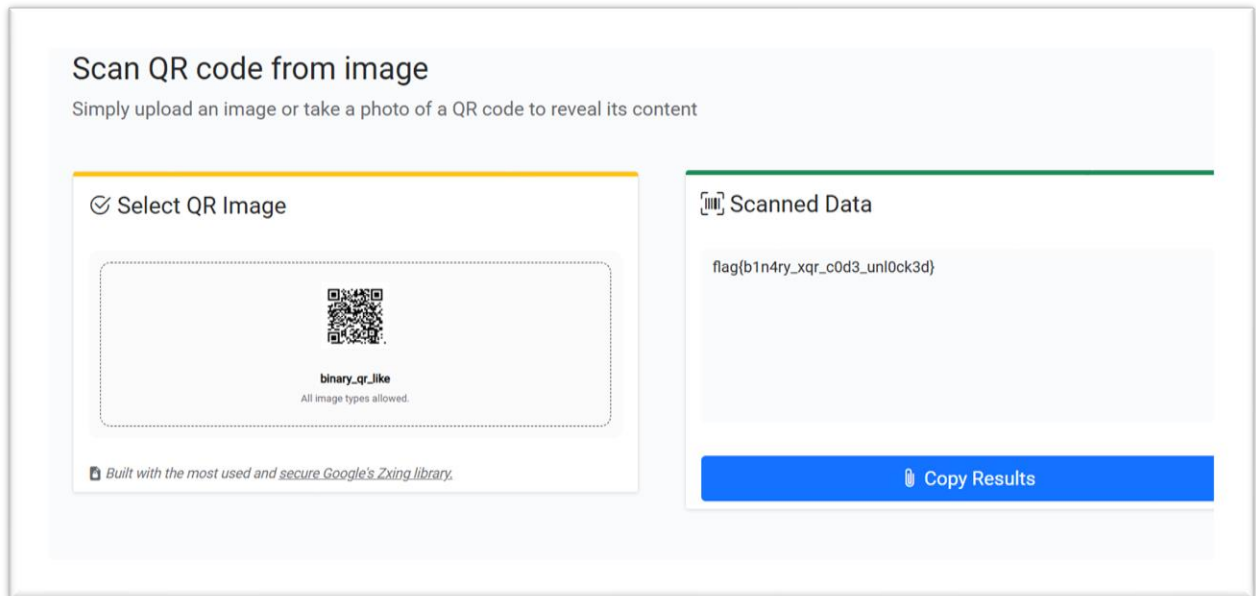 Scan QR code from image
Simply upload an image or take a photo of a QR code to reveal its content
Select QR Image
binary_qr_like
All image types allowed.
Built with the most used and secure Google's Zxing library.
Scanned Data
flag{b1n4ry_xqr_c0d3_unl0ck3d}
Copy Results